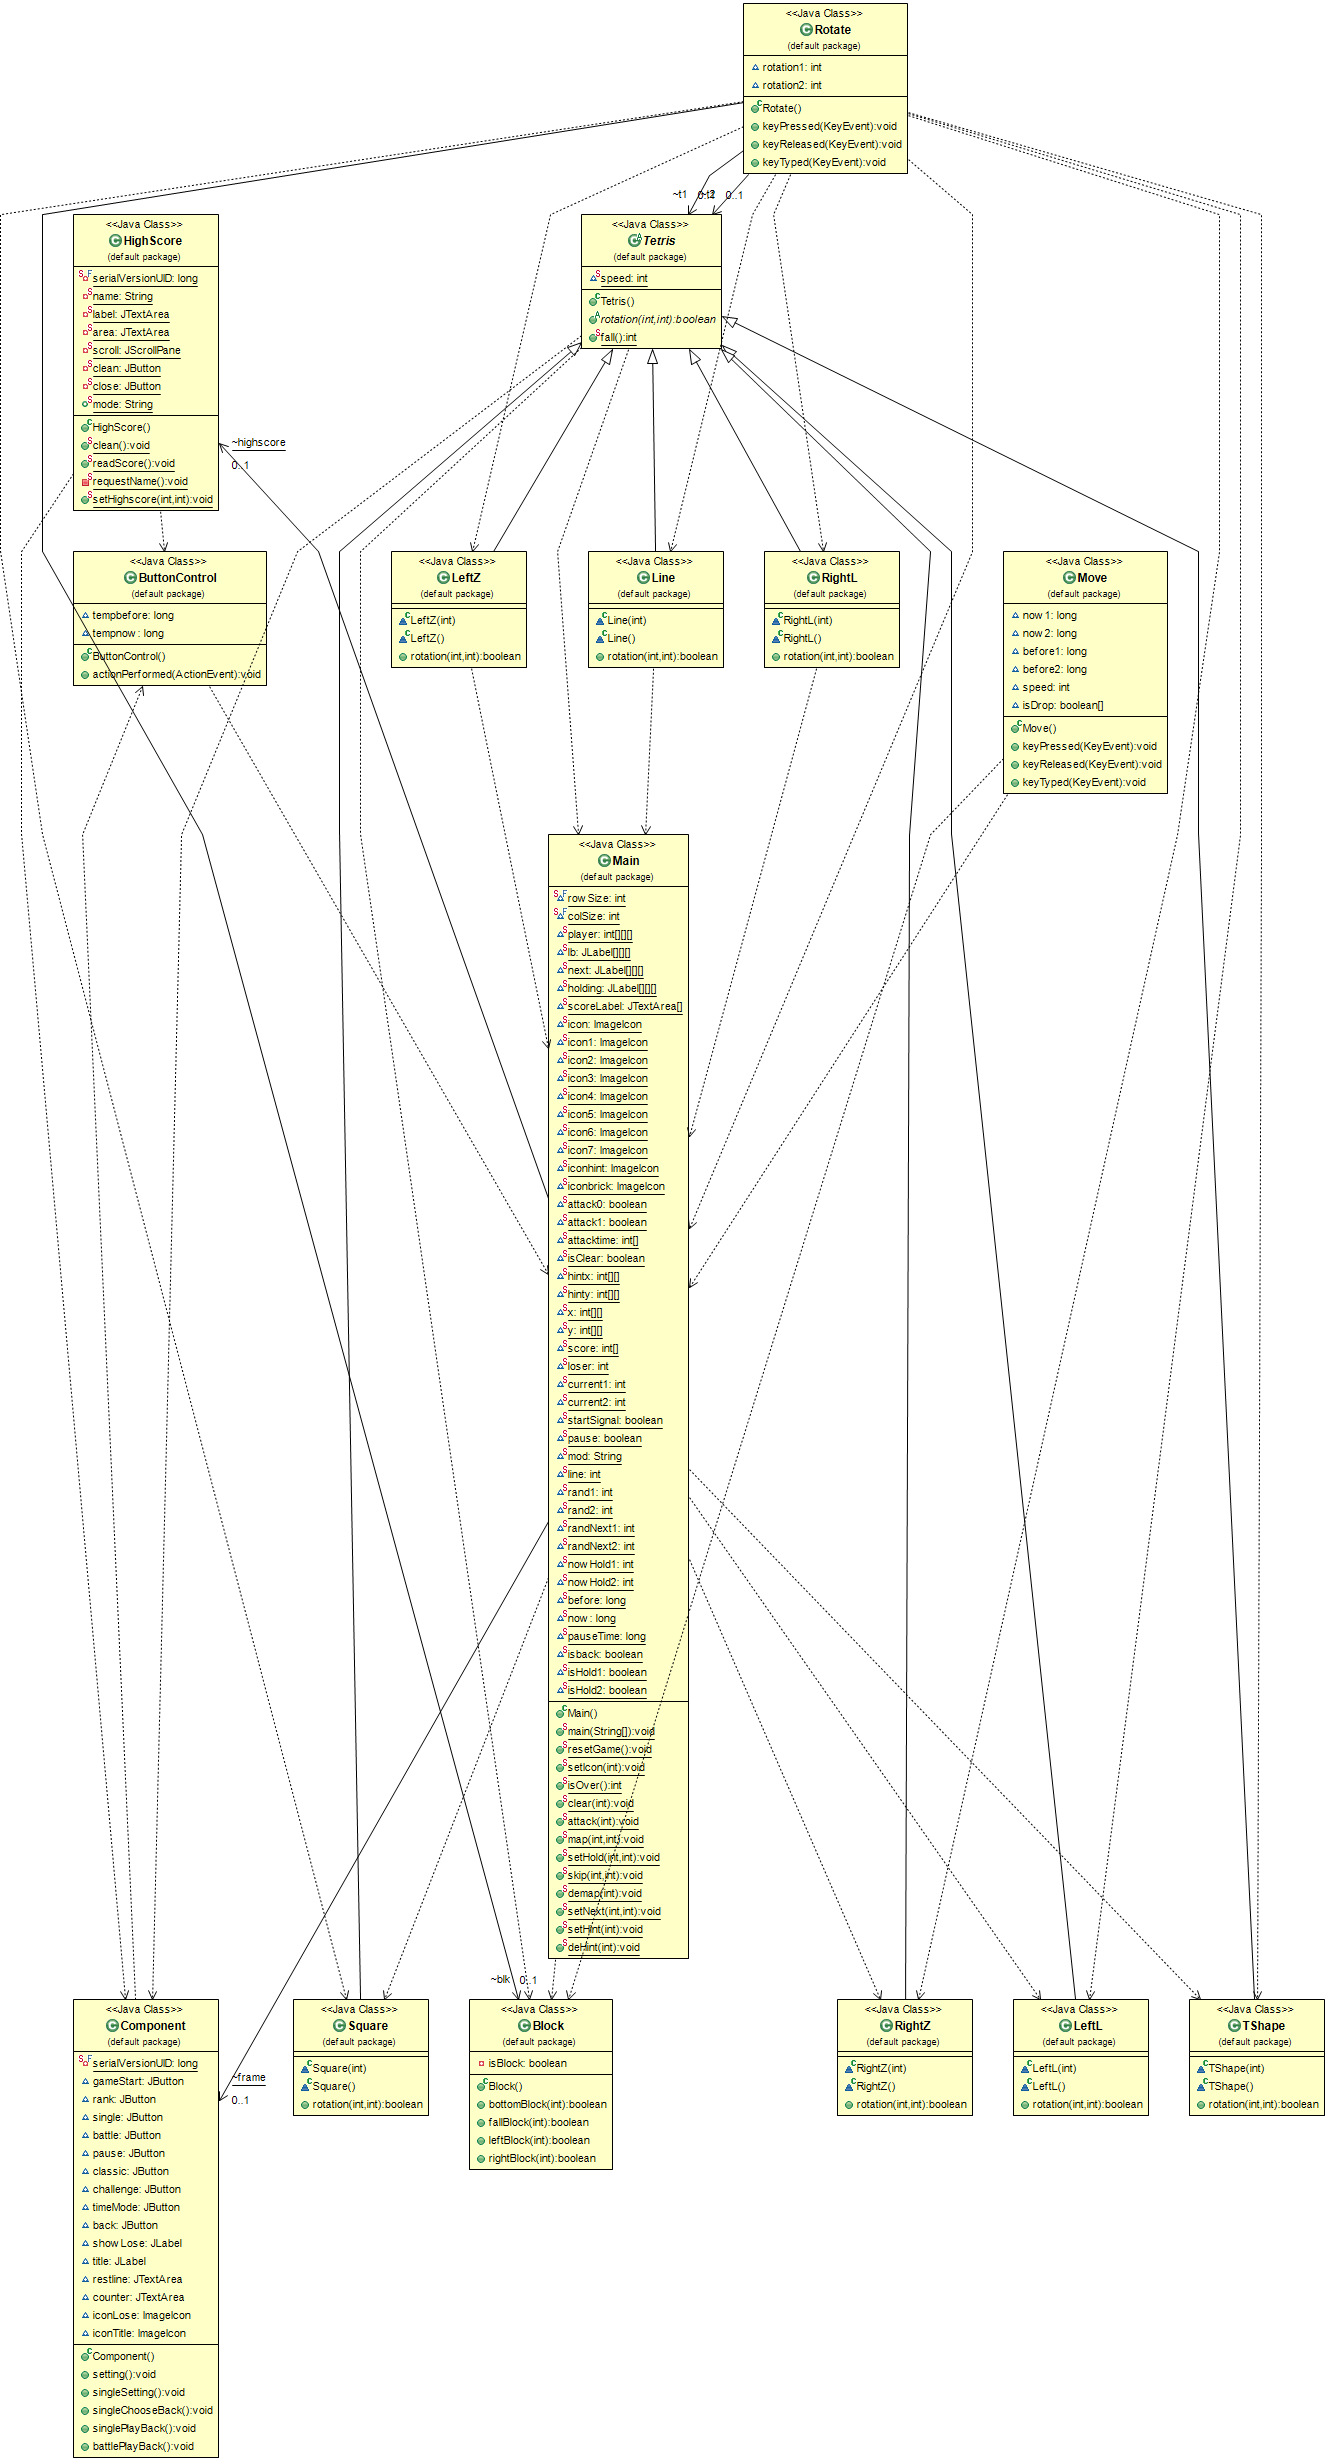 <<Java Class>>
Rotate
(default package)
rotation1: int
rotation2: int
Rotate()
keyPressed(KeyEvent):void
keyReleased(KeyEvent):void
keyTyped(KeyEvent):void
~t1
0..1
~t2
0..1
<<Java Class>>
HighScore
(default package)
serialVersionUID: long
name: String
label: JTextArea
area: JTextArea
scroll: JScrollPane
clean: JButton
close: JButton
mode: String
HighScore()
clean():void
readScore():void
requestName():void
setHighscore(int,int):void
~highscore
0..1
<<Java Class>>
Tetris
(default package)
speed: int
Tetris()
rotation(int,int):boolean
fall():int
<<Java Class>>
ButtonControl
(default package)
tempbefore: long
tempnow: long
ButtonControl()
actionPerformed(ActionEvent):void
<<Java Class>>
LeftZ
(default package)
LeftZ(int)
LeftZ()
rotation(int,int):boolean
<<Java Class>>
Line
(default package)
Line(int)
Line()
rotation(int,int):boolean
<<Java Class>>
RightL
(default package)
RightL(int)
RightL()
rotation(int,int):boolean
<<Java Class>>
Move
(default package)
now1: long
now2: long
before1: long
before2: long
speed: int
isDrop: boolean[]
Move()
keyPressed(KeyEvent):void
keyReleased(KeyEvent):void
keyTyped(KeyEvent):void
<<Java Class>>
Main
(default package)
rowSize: int
colSize: int
player: int[][][]
lb: JLabel[][][]
next: JLabel[][][]
holding: JLabel[][][]
scoreLabel: JTextArea[]
icon: ImageIcon
icon1: ImageIcon
icon2: ImageIcon
icon3: ImageIcon
icon4: ImageIcon
icon5: ImageIcon
icon6: ImageIcon
icon7: ImageIcon
iconhint: ImageIcon
iconbrick: ImageIcon
attack0: boolean
attack1: boolean
attacktime: int[]
isClear: boolean
hintx: int[][]
hinty: int[][]
x: int[][]
y: int[][]
score: int[]
loser: int
current1: int
current2: int
startSignal: boolean
pause: boolean
mod: String
line: int
rand1: int
rand2: int
randNext1: int
randNext2: int
nowHold1: int
nowHold2: int
before: long
now: long
pauseTime: long
isback: boolean
isHold1: boolean
isHold2: boolean
Main()
main(String[]):void
resetGame():void
setIcon(int):void
isOver():int
clear(int):void
attack(int):void
map(int,int):void
setHold(int,int):void
skip(int,int):void
demap(int):void
setNext(int,int):void
setHint(int):void
deHint(int):void
~blk
0..1
~frame
0..1
<<Java Class>>
Component
(default package)
serialVersionUID: long
gameStart: JButton
rank: JButton
single: JButton
battle: JButton
pause: JButton
classic: JButton
challenge: JButton
timeMode: JButton
back: JButton
showLose: JLabel
title: JLabel
restline: JTextArea
counter: JTextArea
iconLose: ImageIcon
iconTitle: ImageIcon
Component()
setting():void
singleSetting():void
singleChooseBack():void
singlePlayBack():void
battlePlayBack():void
<<Java Class>>
Square
(default package)
Square(int)
Square()
rotation(int,int):boolean
<<Java Class>>
Block
(default package)
isBlock: boolean
Block()
bottomBlock(int):boolean
fallBlock(int):boolean
leftBlock(int):boolean
rightBlock(int):boolean
<<Java Class>>
RightZ
(default package)
RightZ(int)
RightZ()
rotation(int,int):boolean
<<Java Class>>
LeftL
(default package)
LeftL(int)
LeftL()
rotation(int,int):boolean
<<Java Class>>
TShape
(default package)
TShape(int)
TShape()
rotation(int,int):boolean